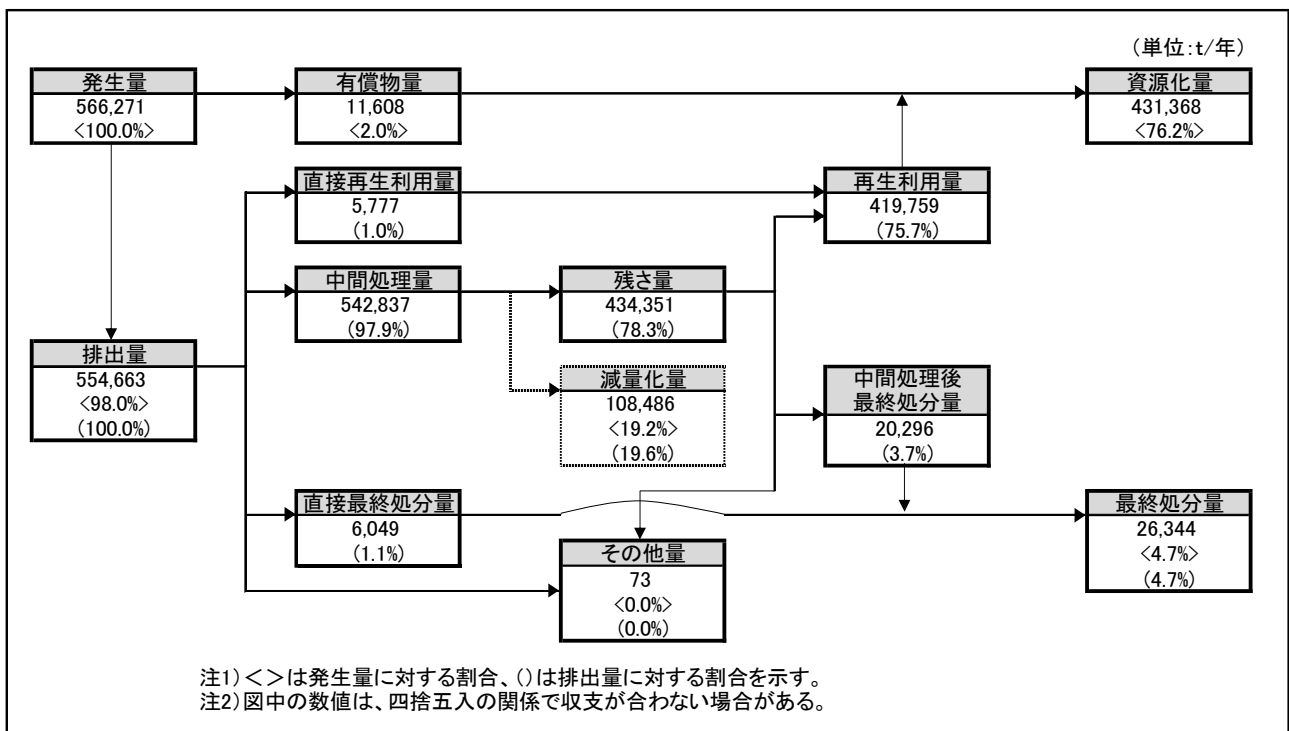 (単位:t/年)
発生量
566,271
<100.0%>
有償物量
11,608
<2.0%>
資源化量
431,368
<76.2%>
直接再生利用量
5,777
(1.0%)
再生利用量
419,759
(75.7%)
中間処理量
542,837
(97.9%)
残さ量
434,351
(78.3%)
排出量
554,663
<98.0%>
(100.0%)
減量化量
108,486
<19.2%>
(19.6%)
中間処理後
最終処分量
20,296
(3.7%)
直接最終処分量
6,049
(1.1%)
最終処分量
26,344
<4.7%>
(4.7%)
その他量
73
<0.0%>
(0.0%)
注1)<>は発生量に対する割合、()は排出量に対する割合を示す。
注2)図中の数値は、四捨五入の関係で収支が合わない場合がある。